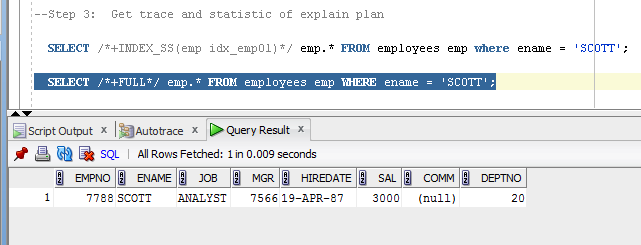 --Step 3:  Get trace and statistic of explain plan
SELECT /*+INDEX_SS(emp idx_emp01)*/ emp.* FROM employees emp where ename = 'SCOTT';
SELECT /*+FULL*/ emp.* FROM employees emp WHERE ename = 'SCOTT';
Script Output x Autotrace x Query Result x
SQL | All Rows Fetched: 1 in 0.009 seconds
EMPNO ENAME JOB MGR HIREDATE SAL COMM DEPTNO
1 7788 SCOTT ANALYST 7566 19-APR-87 3000 (null) 20